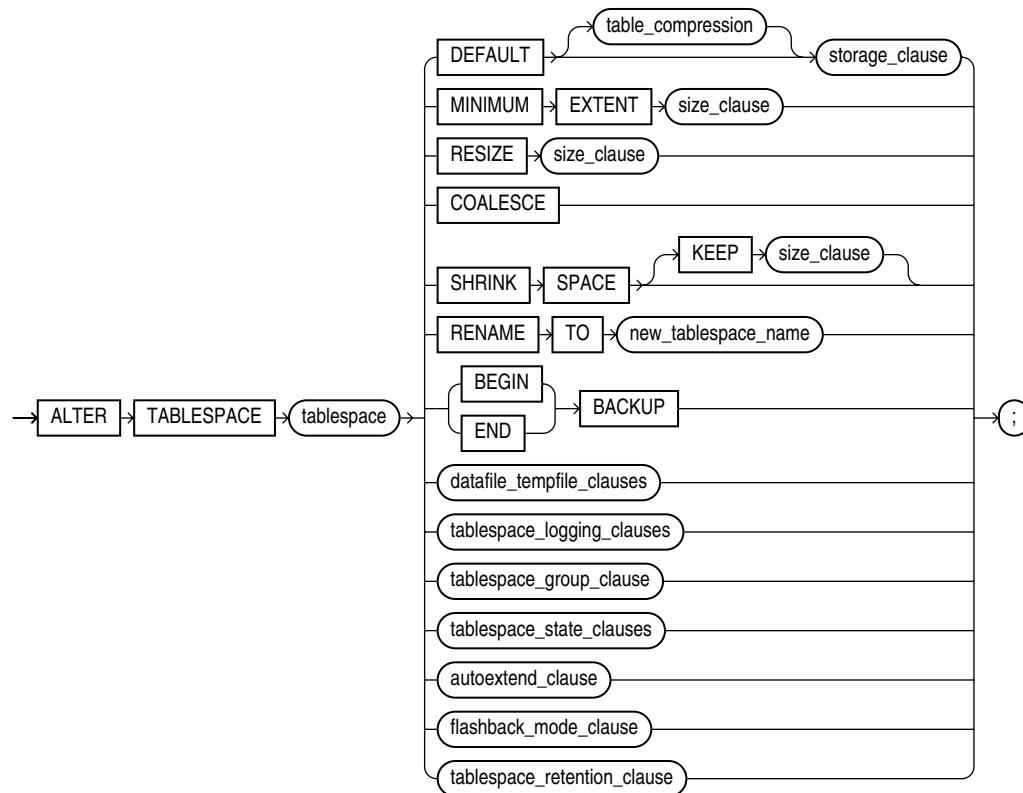 table_compression
DEFAULT storage_clause
MINIMUM EXTENT size_clause
RESIZE size_clause
COALESCE
KEEP size_clause
SHRINK SPACE
RENAME TO new_tablespace_name
BEGIN
ALTER TABLESPACE tablespace BACKUP ;
END
datafile_tempfile_clauses
tablespace_logging_clauses
tablespace_group_clause
tablespace_state_clauses
autoextend_clause
flashback_mode_clause
tablespace_retention_clause